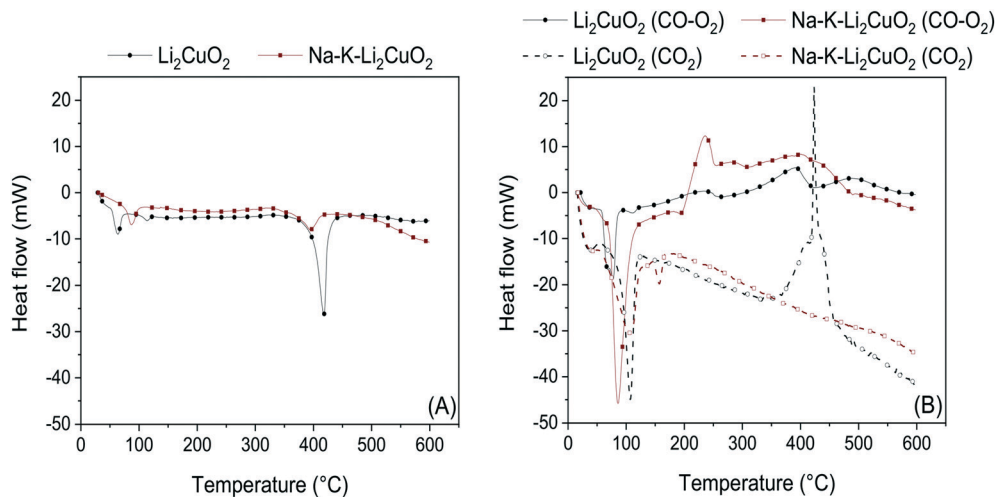 Li₂CuO₂ Na-K-Li₂CuO₂
20
10
0
-10
-20
-30
-40
-50
Heat flow (mW)
0 100 200 300 400 500 600
Temperature (°C)
(A)
Li₂CuO₂ (CO-O₂) Na-K-Li₂CuO₂ (CO-O₂)
Li₂CuO₂ (CO₂) Na-K-Li₂CuO₂ (CO₂)
20
10
0
-10
-20
-30
-40
-50
Heat flow (mW)
0 100 200 300 400 500 600
Temperature (°C)
(B)